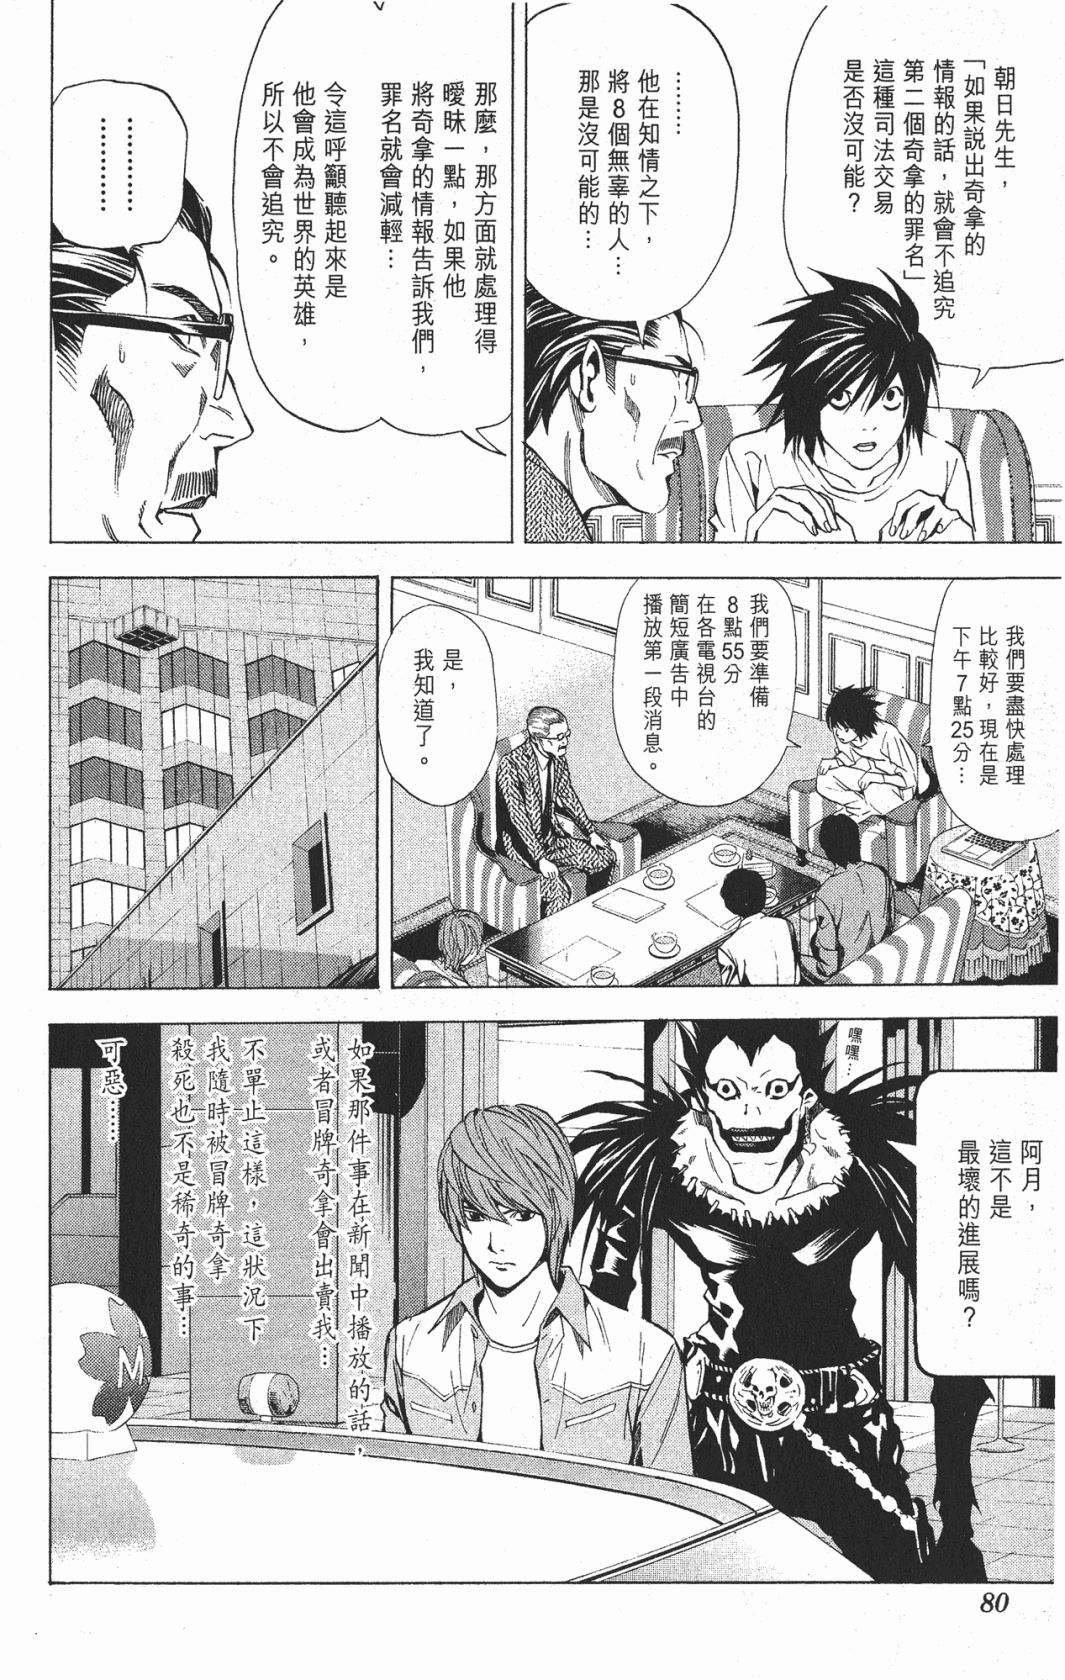 朝日先生，
「如果說出奇拿的
情報的話，就會不追究
第二個奇拿的罪名」
這種司法交易
是否沒可能？
………
他在知情之下，
將8個無辜的人…
那是沒可能的…
那麼，那方面就處理得
曖昧一點，如果他
將奇拿的情報告訴我們，
罪名就會減輕…
令這呼籲聽起來是
他會成為世界的英雄，
所以不會追究。
…………
…………
我們要盡快處理
比較好，現在是
下午7點25分…
我們要準備
8點55分
在各電視台的
簡短廣告中
播放第一段消息。
是，
我知道了。
嘿嘿…
阿月，
這不是
最壞的進展嗎？
如果那件事在新聞中播放的話，
或者冒牌奇拿會出賣我…
不單止這樣，這狀況下
我隨時被冒牌奇拿
殺死也不是稀奇的事…
可惡……
M
80